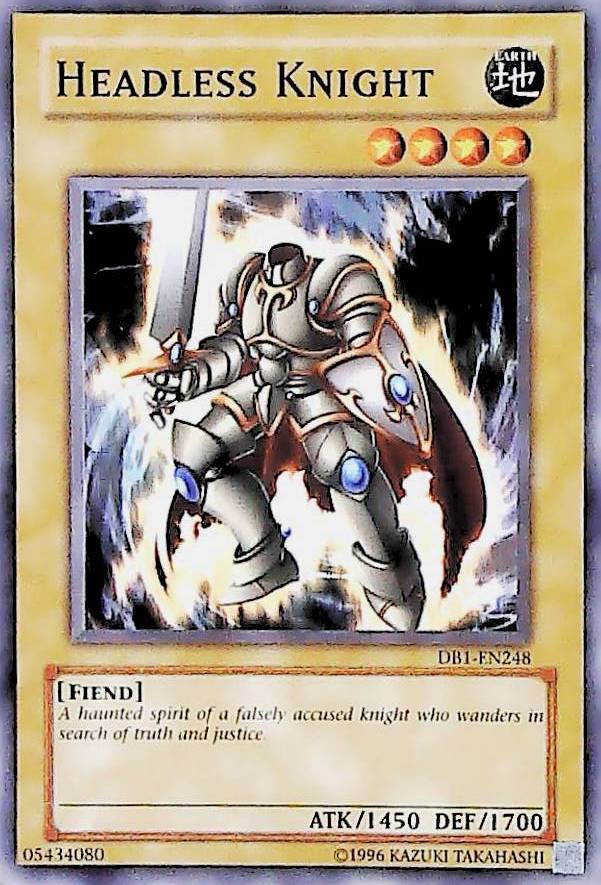 HEADLESS KNIGHT
EARTH
地
DB1-EN248
[FIEND]
A haunted spirit of a falsely accused knight who wanders in
search of truth and justice.
ATK/1450 DEF/1700
05434080
©1996 KAZUKI TAKAHASHI